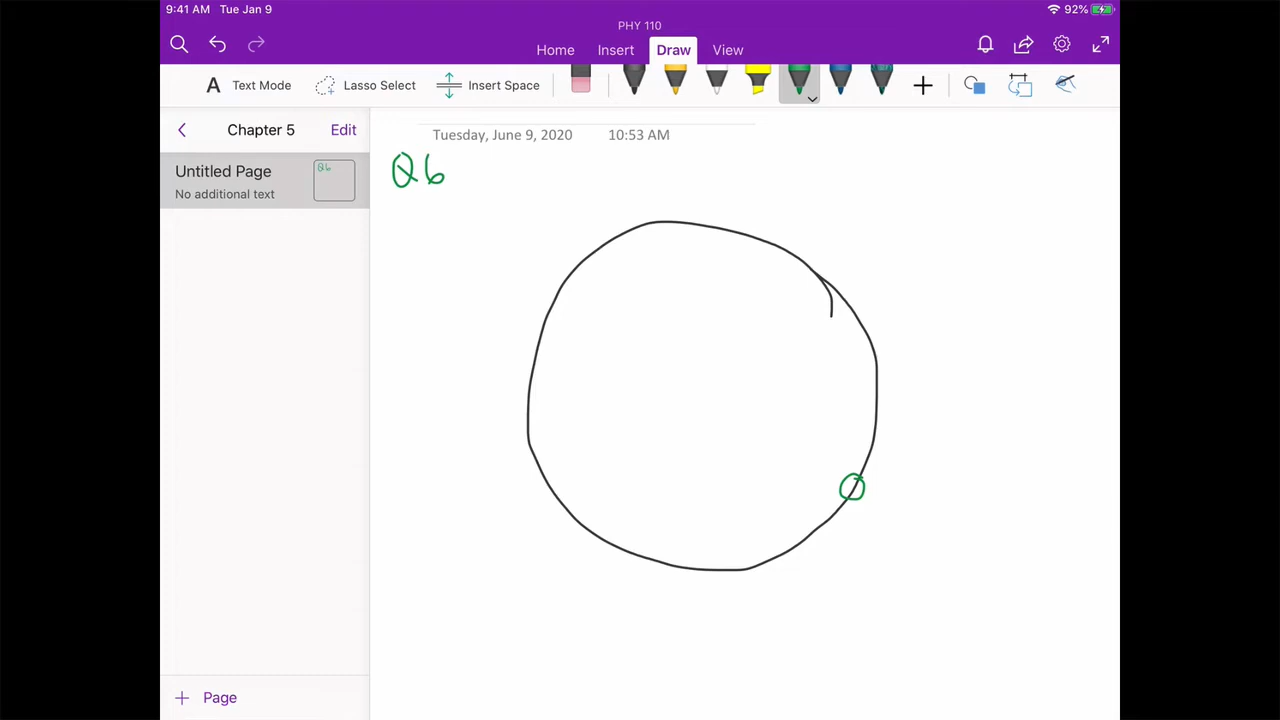 9:41 AM Tue Jan 9
92%
PHY 110
Home Insert Draw View
A Text Mode Lasso Select Insert Space
Chapter 5 Edit
Untitled Page
No additional text
Q6
Tuesday, June 9, 2020 10:53 AM
Q6
+ Page